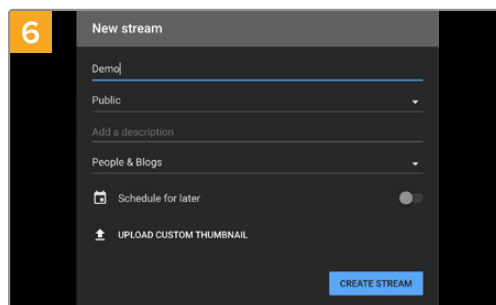 6
New stream
Demo
Public
Add a description
People & Blogs
Schedule for later
UPLOAD CUSTOM THUMBNAIL
CREATE STREAM